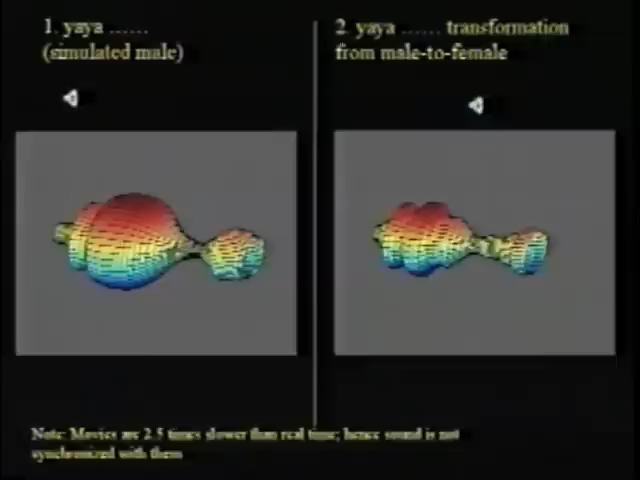 1. yaya ......
(simulated male)
2. yaya ...... transformation
from male-to-female
Note: Movies are 2.5 times slower than real time; hence sound is not
synchronized with them